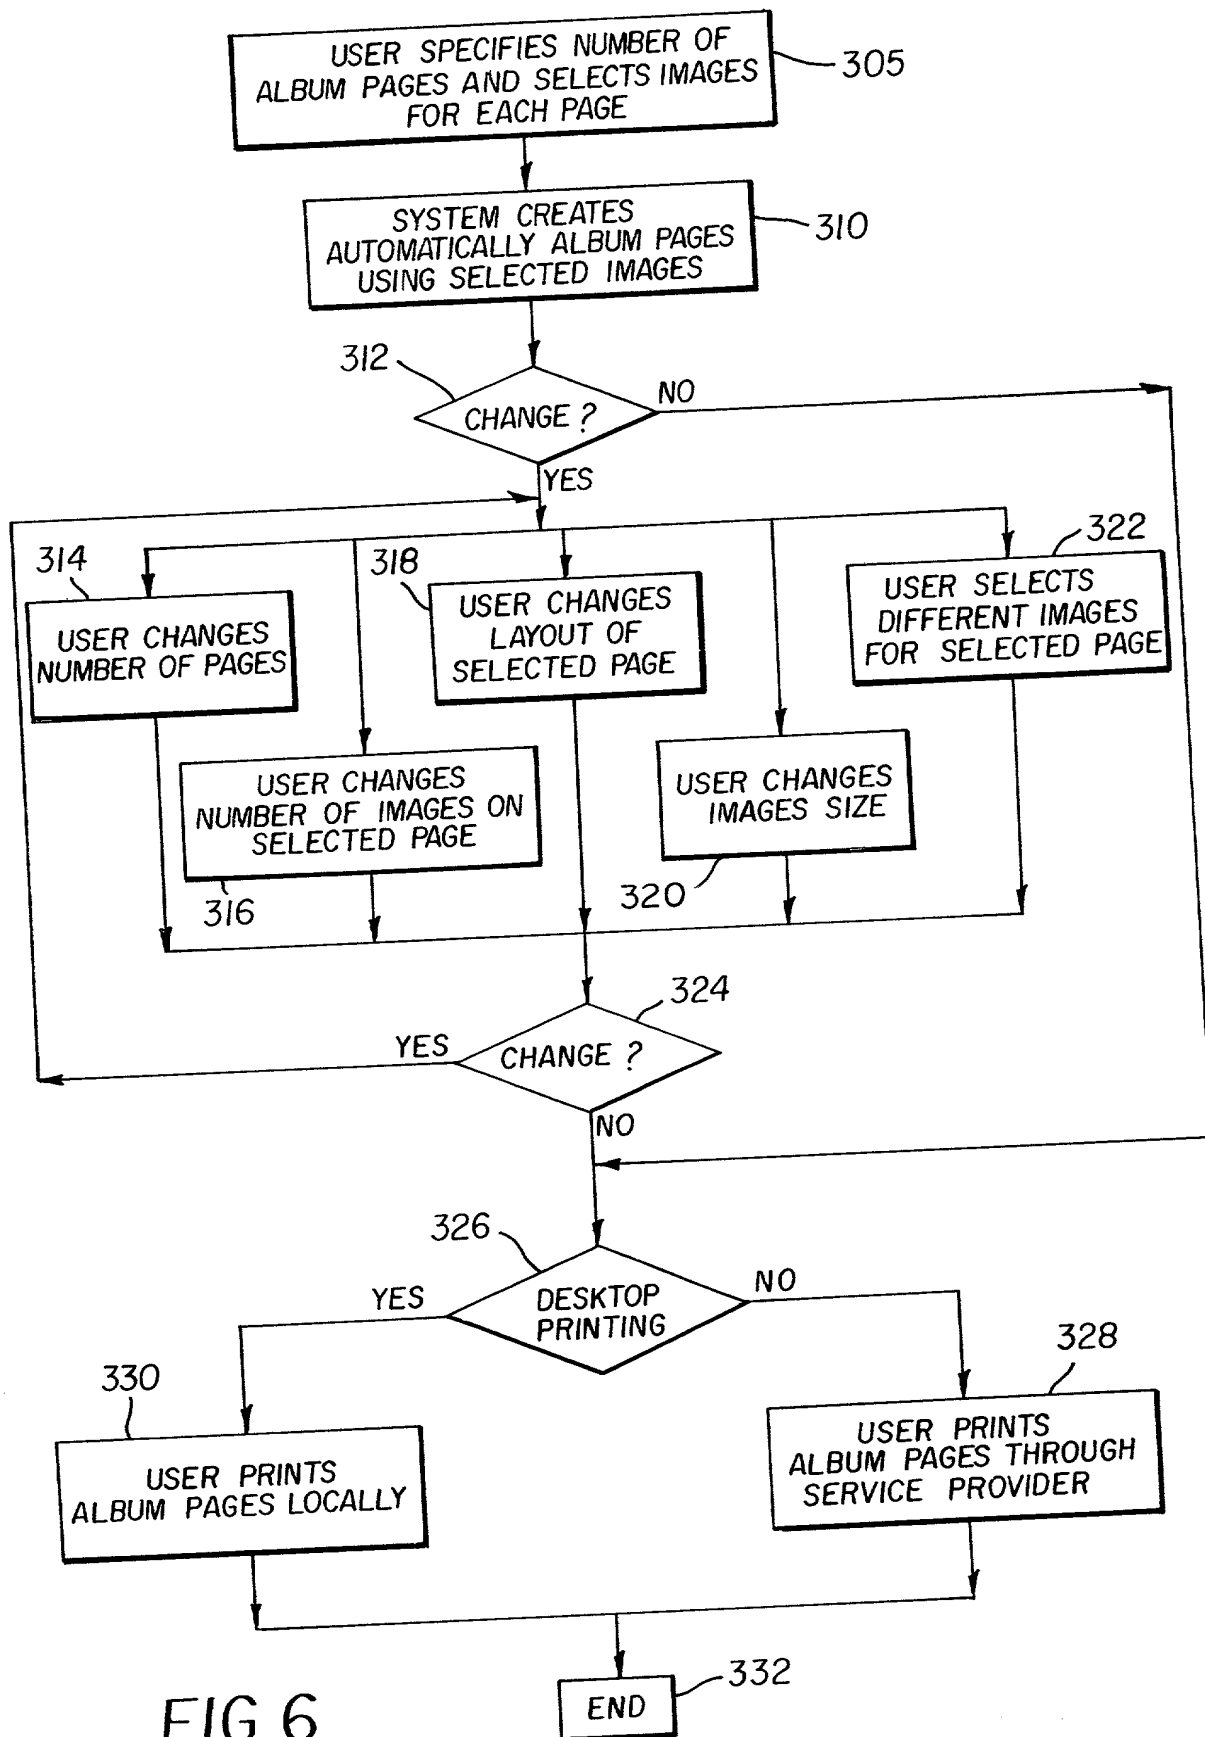 USER SPECIFIES NUMBER OF
ALBUM PAGES AND SELECTS IMAGES
FOR EACH PAGE
305
SYSTEM CREATES
AUTOMATICALLY ALBUM PAGES
USING SELECTED IMAGES
310
312
CHANGE ?
NO
YES
314
USER CHANGES
NUMBER OF PAGES
318
USER CHANGES
LAYOUT OF
SELECTED PAGE
322
USER SELECTS
DIFFERENT IMAGES
FOR SELECTED PAGE
USER CHANGES
NUMBER OF IMAGES ON
SELECTED PAGE
316
USER CHANGES
IMAGES SIZE
320
324
YES
CHANGE ?
NO
326
YES
DESKTOP
PRINTING
NO
330
USER PRINTS
ALBUM PAGES LOCALLY
328
USER PRINTS
ALBUM PAGES THROUGH
SERVICE PROVIDER
332
END
FIG 6